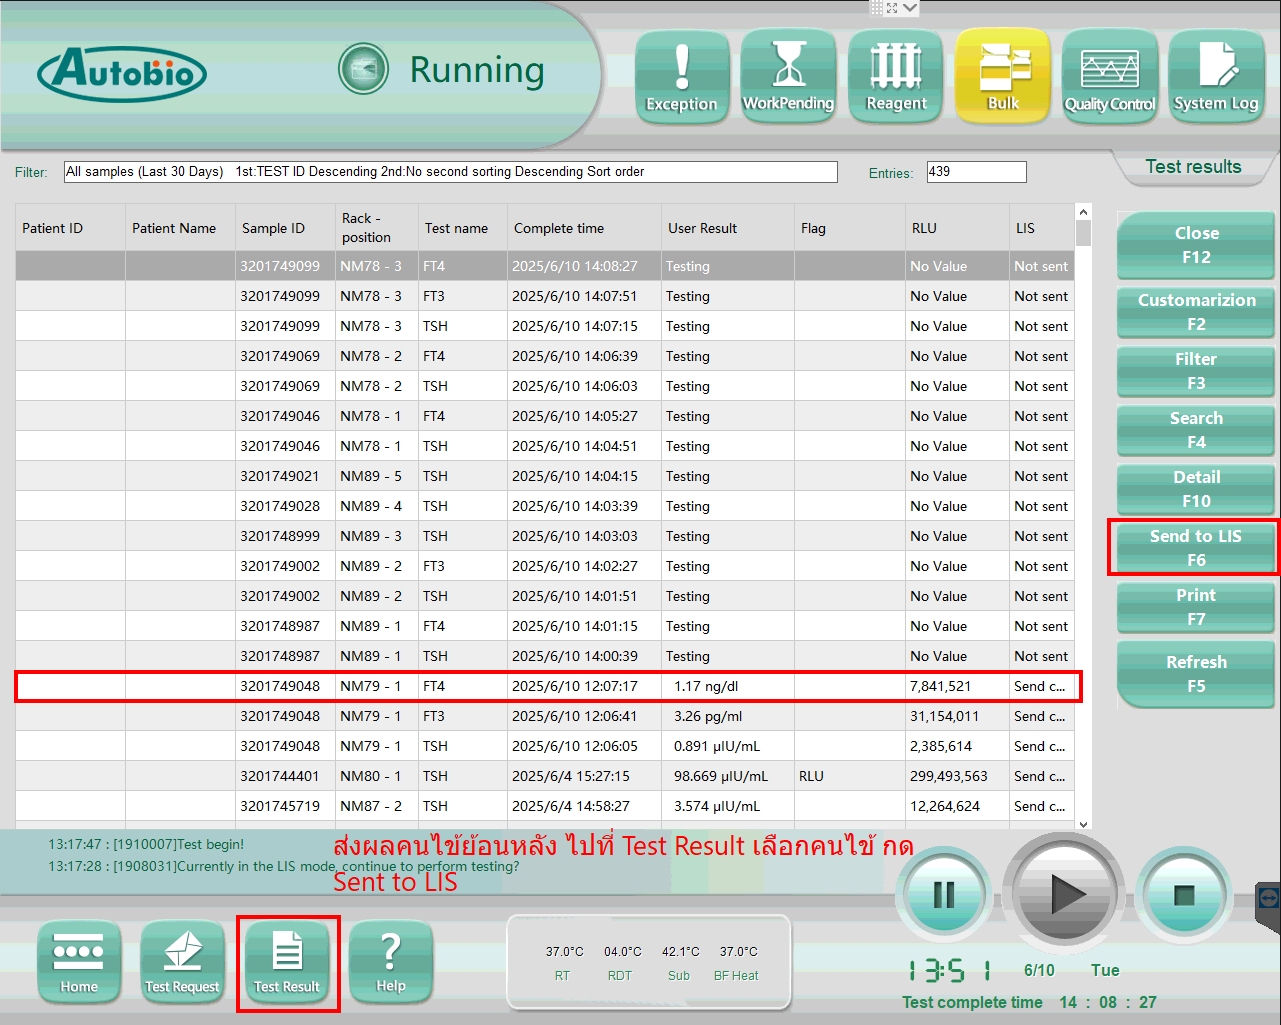 Autobio
Running
Exception
WorkPending
Reagent
Bulk
Quality Control
System Log
Filter: All samples (Last 30 Days) 1st:TEST ID Descending 2nd:No second sorting Descending Sort order
Entries: 439
Test results
Patient ID Patient Name Sample ID Rack - position Test name Complete time User Result Flag RLU LIS
3201749099 NM78 - 3 FT4 2025/6/10 14:08:27 Testing No Value Not sent
3201749099 NM78 - 3 FT3 2025/6/10 14:07:51 Testing No Value Not sent
3201749099 NM78 - 3 TSH 2025/6/10 14:07:15 Testing No Value Not sent
3201749069 NM78 - 2 FT4 2025/6/10 14:06:39 Testing No Value Not sent
3201749069 NM78 - 2 TSH 2025/6/10 14:06:03 Testing No Value Not sent
3201749046 NM78 - 1 FT4 2025/6/10 14:05:27 Testing No Value Not sent
3201749046 NM78 - 1 TSH 2025/6/10 14:04:51 Testing No Value Not sent
3201749021 NM89 - 5 TSH 2025/6/10 14:04:15 Testing No Value Not sent
3201749028 NM89 - 4 TSH 2025/6/10 14:03:39 Testing No Value Not sent
3201748999 NM89 - 3 TSH 2025/6/10 14:03:03 Testing No Value Not sent
3201749002 NM89 - 2 FT3 2025/6/10 14:02:27 Testing No Value Not sent
3201749002 NM89 - 2 TSH 2025/6/10 14:01:51 Testing No Value Not sent
3201748987 NM89 - 1 FT4 2025/6/10 14:01:15 Testing No Value Not sent
3201748987 NM89 - 1 TSH 2025/6/10 14:00:39 Testing No Value Not sent
3201749048 NM79 - 1 FT4 2025/6/10 12:07:17 1.17 ng/dl 7,841,521 Send c...
3201749048 NM79 - 1 FT3 2025/6/10 12:06:41 3.26 pg/ml 31,154,011 Send c...
3201749048 NM79 - 1 TSH 2025/6/10 12:06:05 0.891 µIU/mL 2,385,614 Send c...
3201744401 NM80 - 1 TSH 2025/6/4 15:27:15 98.669 µIU/mL RLU 299,493,563 Send c...
3201745719 NM87 - 2 TSH 2025/6/4 14:58:27 3.574 µIU/mL 12,264,624 Send c...
Close
F12
Customarizion
F2
Filter
F3
Search
F4
Detail
F10
Send to LIS
F6
Print
F7
Refresh
F5
13:17:47 : [1910007]Test begin!
13:17:28 : [1908031]Currently in the LIS mode, continue to perform testing?
ส่งผลคนไข้ย้อนหลัง ไปที่ Test Result เลือกคนไข้ กด
Sent to LIS
Home
Test Request
Test Result
?
Help
37.0°C 04.0°C 42.1°C 37.0°C
RT RDT Sub BF Heat
13:51 6/10 Tue
Test complete time 14 : 08 : 27